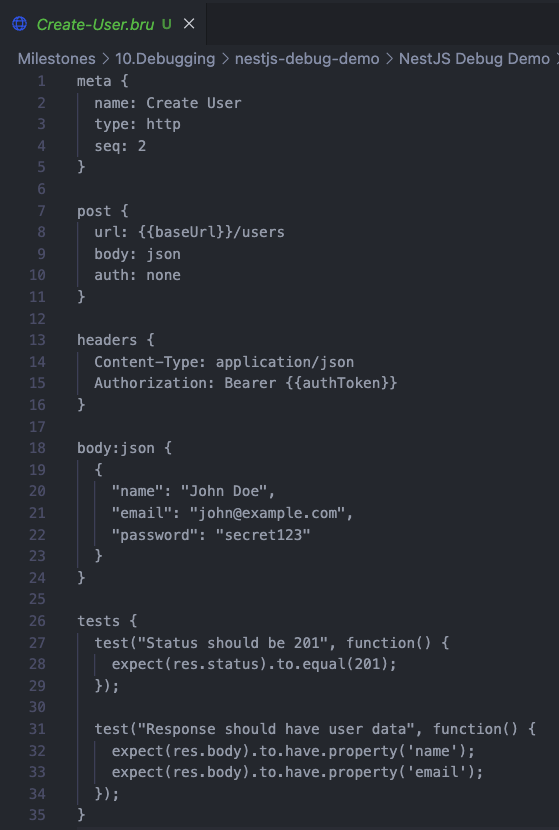 Create-User.bru U ×
Milestones > 10.Debugging > nestjs-debug-demo > NestJS Debug Demo >
1 meta {
2 name: Create User
3 type: http
4 seq: 2
5 }
6
7 post {
8 url: {{baseUrl}}/users
9 body: json
10 auth: none
11 }
12
13 headers {
14 Content-Type: application/json
15 Authorization: Bearer {{authToken}}
16 }
17
18 body:json {
19 {
20 "name": "John Doe",
21 "email": "john@example.com",
22 "password": "secret123"
23 }
24 }
25
26 tests {
27 test("Status should be 201", function() {
28 expect(res.status).to.equal(201);
29 });
30
31 test("Response should have user data", function() {
32 expect(res.body).to.have.property('name');
33 expect(res.body).to.have.property('email');
34 });
35 }